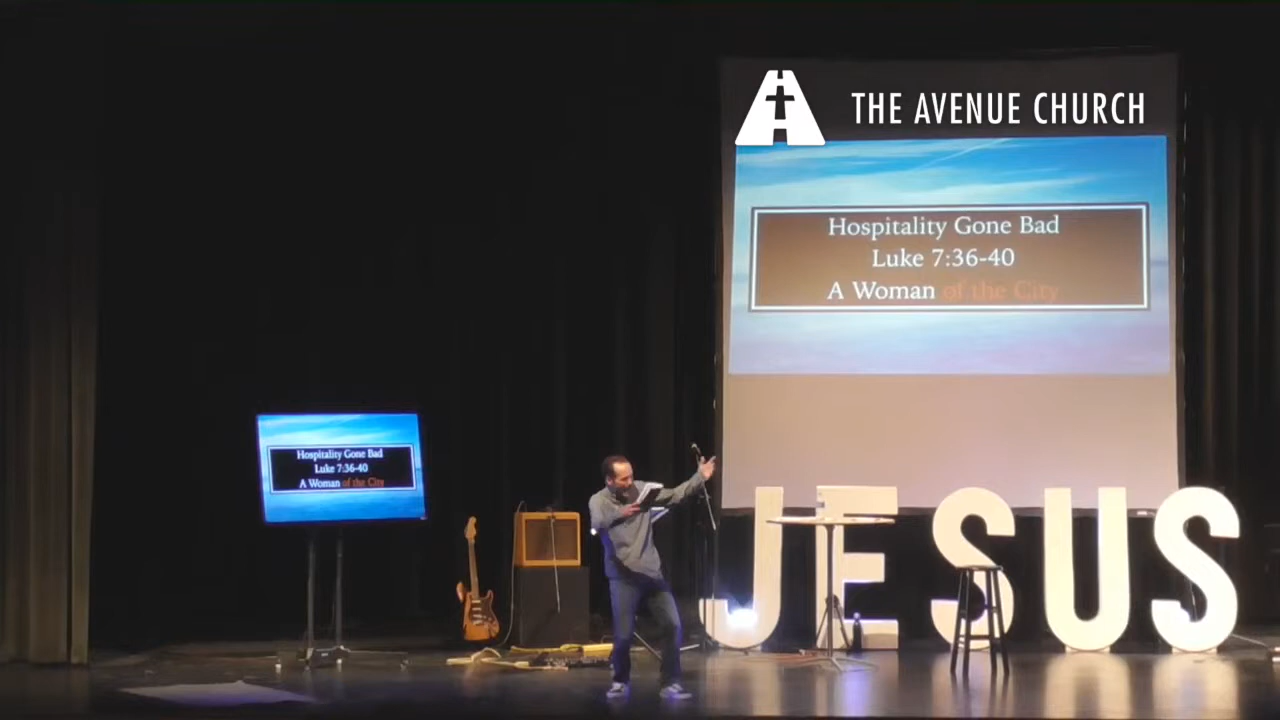 THE AVENUE CHURCH
Hospitality Gone Bad
Luke 7:36-40
A Woman of the City
Hospitality Gone Bad
Luke 7:36-40
A Woman of the City
JESUS